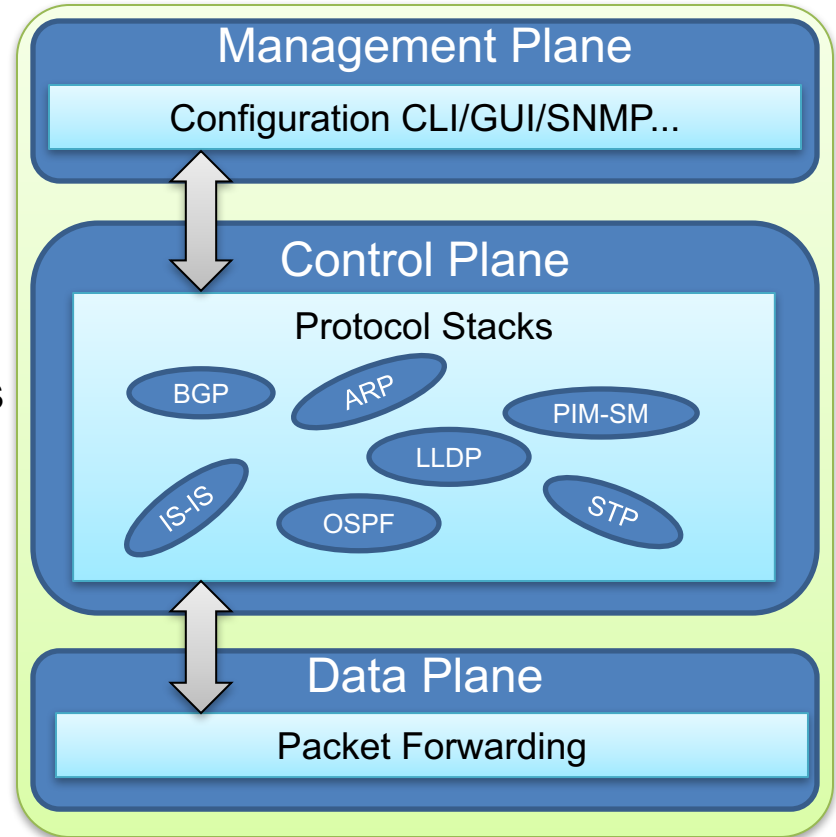 Management Plane
Configuration CLI/GUI/SNMP...
Control Plane
Protocol Stacks
BGP
ARP
PIM-SM
LLDP
IS-IS
OSPF
STP
Data Plane
Packet Forwarding
s